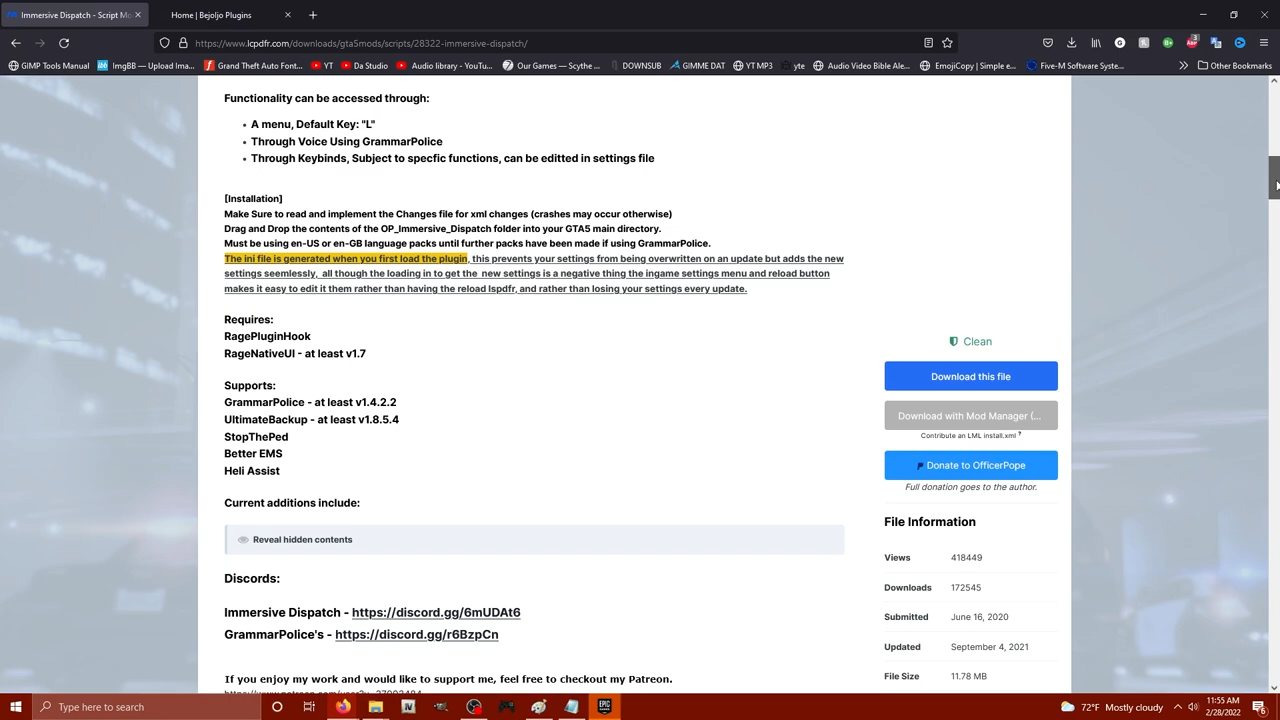 Immersive Dispatch - Script Mo
Home | Bejoljo Plugins
https://www.lcpdfr.com/downloads/gta5mods/scripts/28322-immersive-dispatch/
GIMP Tools Manual
ImgBB — Upload Ima...
Grand Theft Auto Font...
YT
Da Studio
Audio library - YouTu...
Our Games — Scythe ...
DOWNSUB
GIMME DAT
YT MP3
yte
Audio Video Bible Ale...
EmojiCopy | Simple e...
Five-M Software Syste...
Other Bookmarks
Functionality can be accessed through:
A menu, Default Key: "L"
Through Voice Using GrammarPolice
Through Keybinds, Subject to specfic functions, can be editted in settings file
[Installation]
Make Sure to read and implement the Changes file for xml changes (crashes may occur otherwise)
Drag and Drop the contents of the OP_Immersive_Dispatch folder into your GTA5 main directory.
Must be using en-US or en-GB language packs until further packs have been made if using GrammarPolice.
The ini file is generated when you first load the plugin, this prevents your settings from being overwritten on an update but adds the new
settings seemlessly, all though the loading in to get the new settings is a negative thing the ingame settings menu and reload button
makes it easy to edit it them rather than having the reload lspdfr, and rather than losing your settings every update.
Requires:
RagePluginHook
RageNativeUI - at least v1.7
Supports:
GrammarPolice - at least v1.4.2.2
UltimateBackup - at least v1.8.5.4
StopThePed
Better EMS
Heli Assist
Current additions include:
Reveal hidden contents
Discords:
Immersive Dispatch - https://discord.gg/6mUDAt6
GrammarPolice's - https://discord.gg/r6BzpCn
If you enjoy my work and would like to support me, feel free to checkout my Patreon.
Clean
Download this file
Download with Mod Manager (...
Contribute an LML install.xml ?
Donate to OfficerPope
Full donation goes to the author.
File Information
Views 418449
Downloads 172545
Submitted June 16, 2020
Updated September 4, 2021
File Size 11.78 MB
Type here to search
72°F Mostly cloudy
11:55 AM
2/28/2022
6